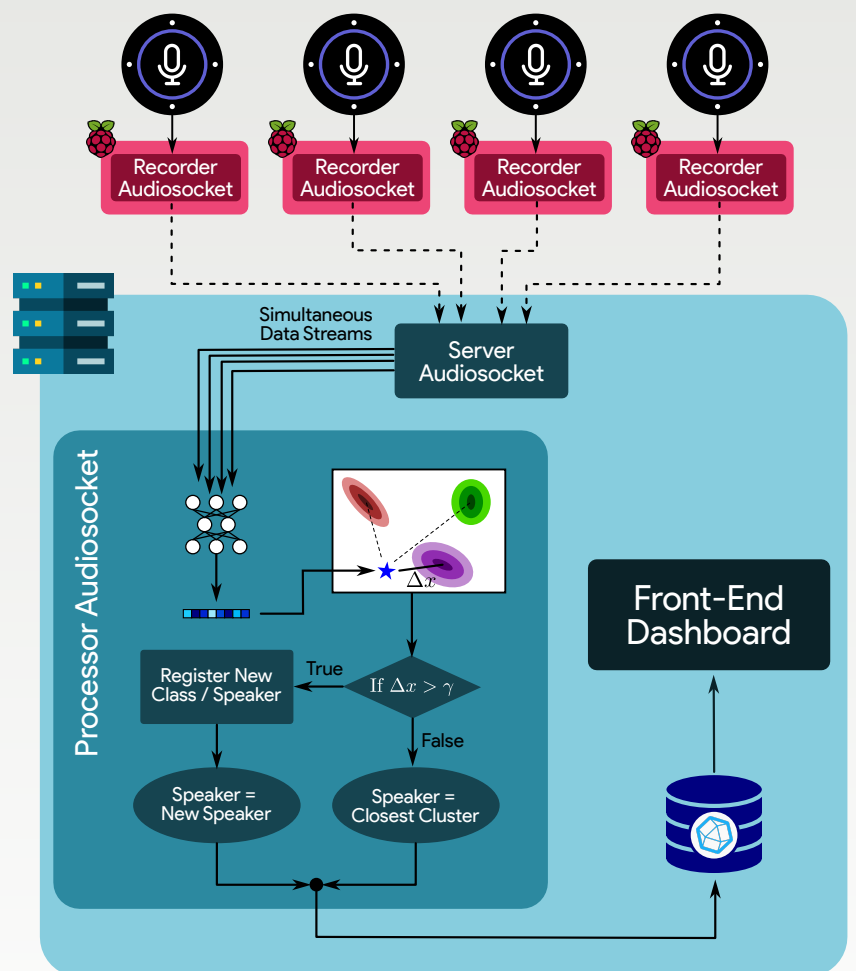 Recorder
Audiosocket
Recorder
Audiosocket
Recorder
Audiosocket
Recorder
Audiosocket
Simultaneous
Data Streams
Server
Audiosocket
Processor Audiosocket
Δx
Front-End
Dashboard
Register New
Class / Speaker
True
If Δx > γ
False
Speaker =
New Speaker
Speaker =
Closest Cluster